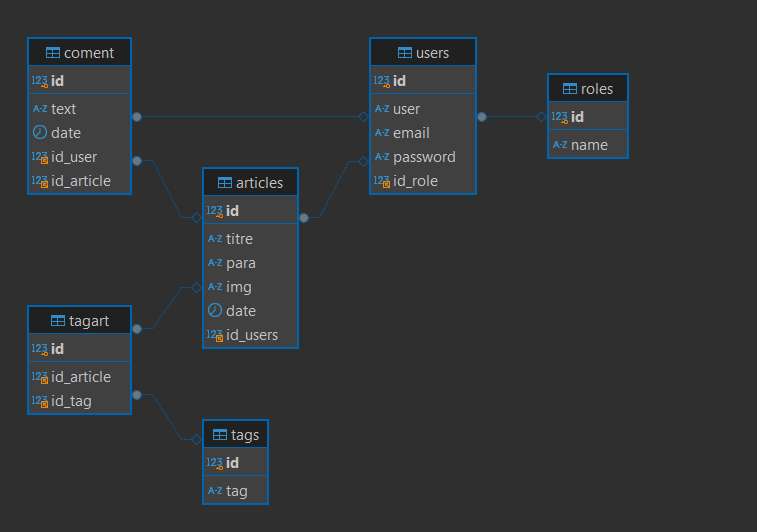 coment
123 id
A-Z text
date
123 id_user
123 id_article
users
123 id
A-Z user
A-Z email
A-Z password
123 id_role
roles
123 id
A-Z name
articles
123 id
A-Z titre
A-Z para
A-Z img
date
123 id_users
tagart
123 id
123 id_article
123 id_tag
tags
123 id
A-Z tag